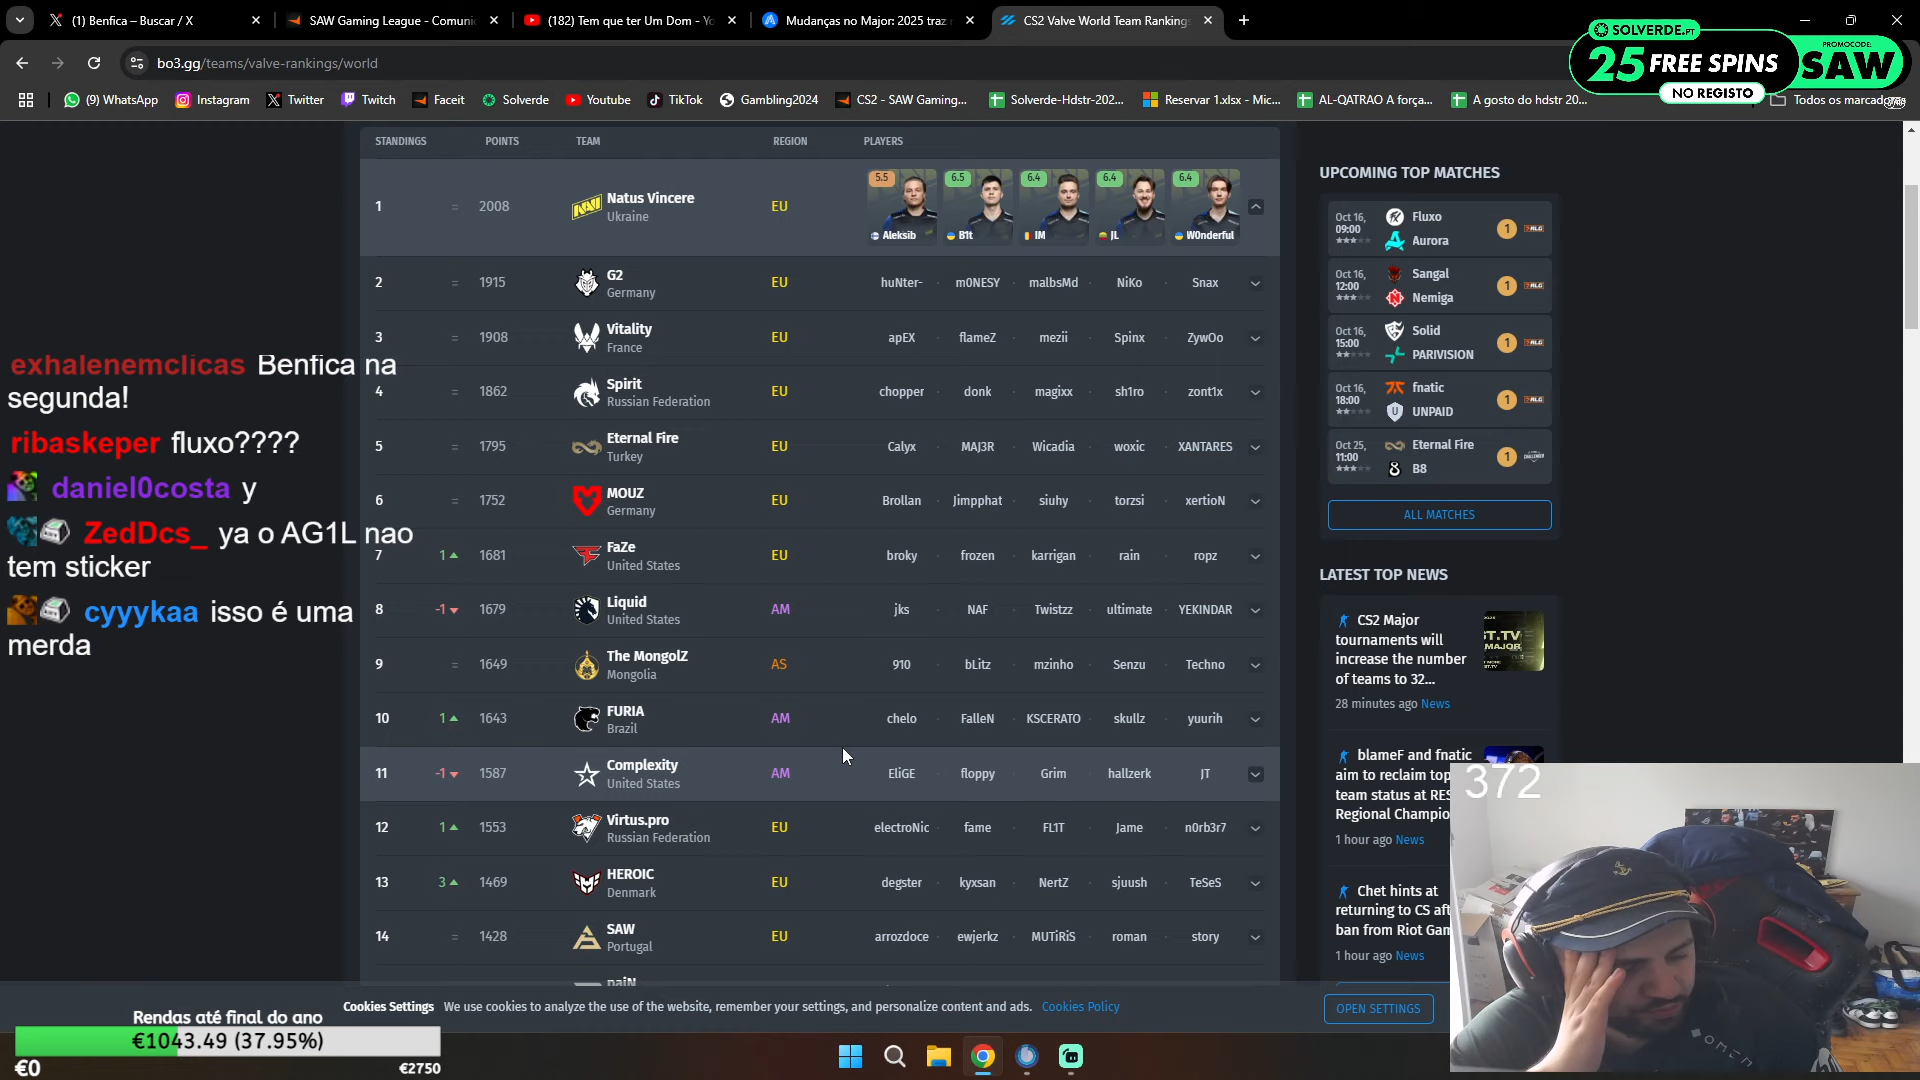 (1) Benfica – Buscar / X
SAW Gaming League - Comunic
(182) Tem que ter Um Dom - Yo
Mudanças no Major: 2025 traz
CS2 Valve World Team Rankings
bo3.gg/teams/valve-rankings/world
SOLVERDE.PT
25 FREE SPINS
NO REGISTO
PROMOCODE:
SAW
(9) WhatsApp
Instagram
Twitter
Twitch
Faceit
Solverde
Youtube
TikTok
Gambling2024
CS2 - SAW Gaming...
Solverde-Hdstr-202...
Reservar 1.xlsx - Mic...
AL-QATRAO A força...
A gosto do hdstr 20...
Todos os marcadores
STANDINGS POINTS TEAM REGION PLAYERS
5.5 6.5 6.4 6.4 6.4
1 = 2008 Natus Vincere EU
Ukraine
Aleksib B1t IM JL W0nderful
2 = 1915 G2 EU huNter- m0NESY malbsMd NiKo Snax
Germany
3 = 1908 Vitality EU apEX flameZ mezii Spinx ZywOo
France
4 = 1862 Spirit EU chopper donk magixx sh1ro zont1x
Russian Federation
5 = 1795 Eternal Fire EU Calyx MAJ3R Wicadia woxic XANTARES
Turkey
6 = 1752 MOUZ EU Brollan Jimpphat siuhy torzsi xertioN
Germany
7 1 1681 FaZe EU broky frozen karrigan rain ropz
United States
8 -1 1679 Liquid AM jks NAF Twistzz ultimate YEKINDAR
United States
9 = 1649 The MongolZ AS 910 bLitz mzinho Senzu Techno
Mongolia
10 1 1643 FURIA AM chelo FalleN KSCERATO skullz yuurih
Brazil
11 -1 1587 Complexity AM EliGE floppy Grim hallzerk JT
United States
12 1 1553 Virtus.pro EU electroNic fame FL1T Jame n0rb3r7
Russian Federation
13 3 1469 HEROIC EU degster kyxsan NertZ sjuush TeSeS
Denmark
14 = 1428 SAW EU arrozdoce ewjerkz MUTiRiS roman story
Portugal
paiN
UPCOMING TOP MATCHES
Oct 16, 09:00 Fluxo Aurora 1 RLG
Oct 16, 12:00 Sangal Nemiga 1 RLG
Oct 16, 15:00 Solid PARIVISION 1 RLG
Oct 16, 18:00 fnatic UNPAID 1 RLG
Oct 25, 11:00 Eternal Fire B8 1
ALL MATCHES
LATEST TOP NEWS
CS2 Major
tournaments will
increase the number
of teams to 32...
28 minutes ago News
blameF and fnatic
aim to reclaim top
team status at RES
Regional Champio
1 hour ago News
Chet hints at
returning to CS aft
ban from Riot Gam
1 hour ago News
372
exhalenemclicas Benfica na
segunda!
ribaskeper fluxo????
daniel0costa y
ZedDcs_ ya o AG1L nao
tem sticker
cyyykaa isso é uma
merda
Cookies Settings We use cookies to analyze the use of the website, remember your settings, and personalize content and ads. Cookies Policy
OPEN SETTINGS
Rendas até final do ano
€1043.49 (37.95%)
€0 €2750
OMEN